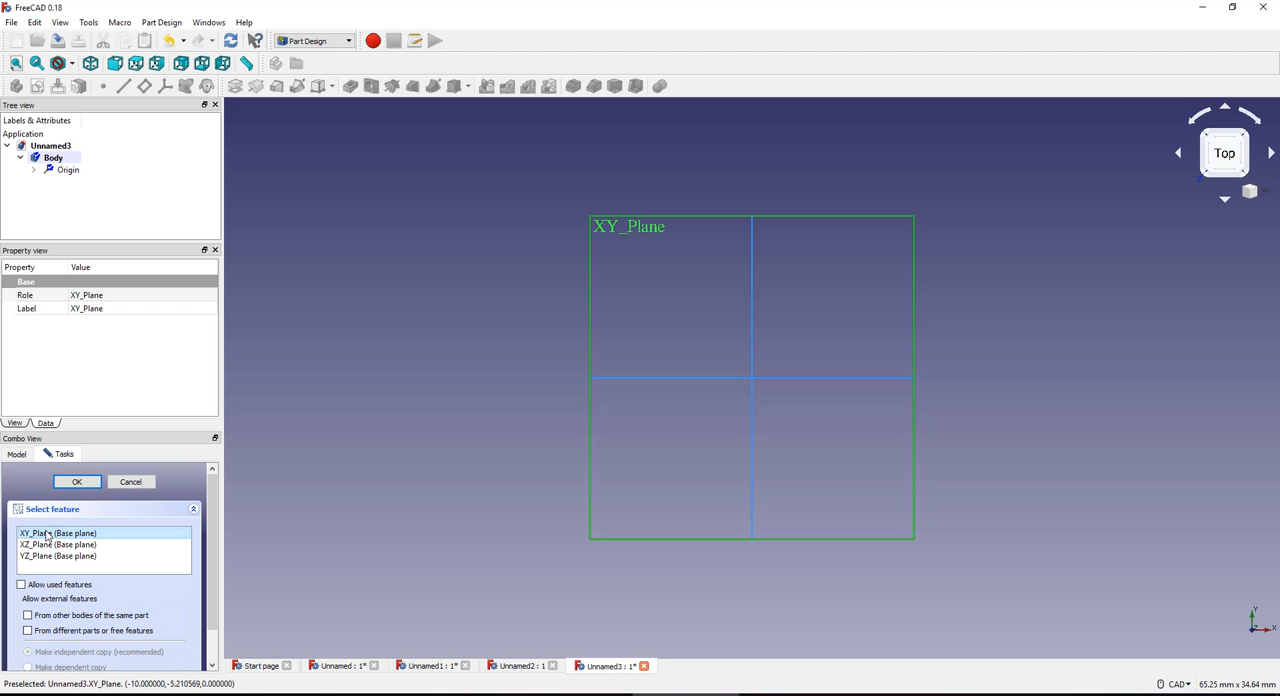 FreeCAD 0.18
File Edit View Tools Macro Part Design Windows Help
Part Design
Tree view
Labels & Attributes
Application
Unnamed3
Body
Origin
Top
Z
XY_Plane
Property view
Property Value
Base
Role XY_Plane
Label XY_Plane
View Data
Combo View
Model Tasks
OK Cancel
Select feature
XY_Plane (Base plane)
XZ_Plane (Base plane)
YZ_Plane (Base plane)
Allow used features
Allow external features
From other bodies of the same part
From different parts or free features
Make independent copy (recommended)
Make dependent copy
Y
Z X
Start page Unnamed : 1* Unnamed1 : 1* Unnamed2 : 1 Unnamed3 : 1*
Preselected: Unnamed3.XY_Plane. (-10.000000,-5.210569,0.000000) CAD 65.25 mm x 34.64 mm